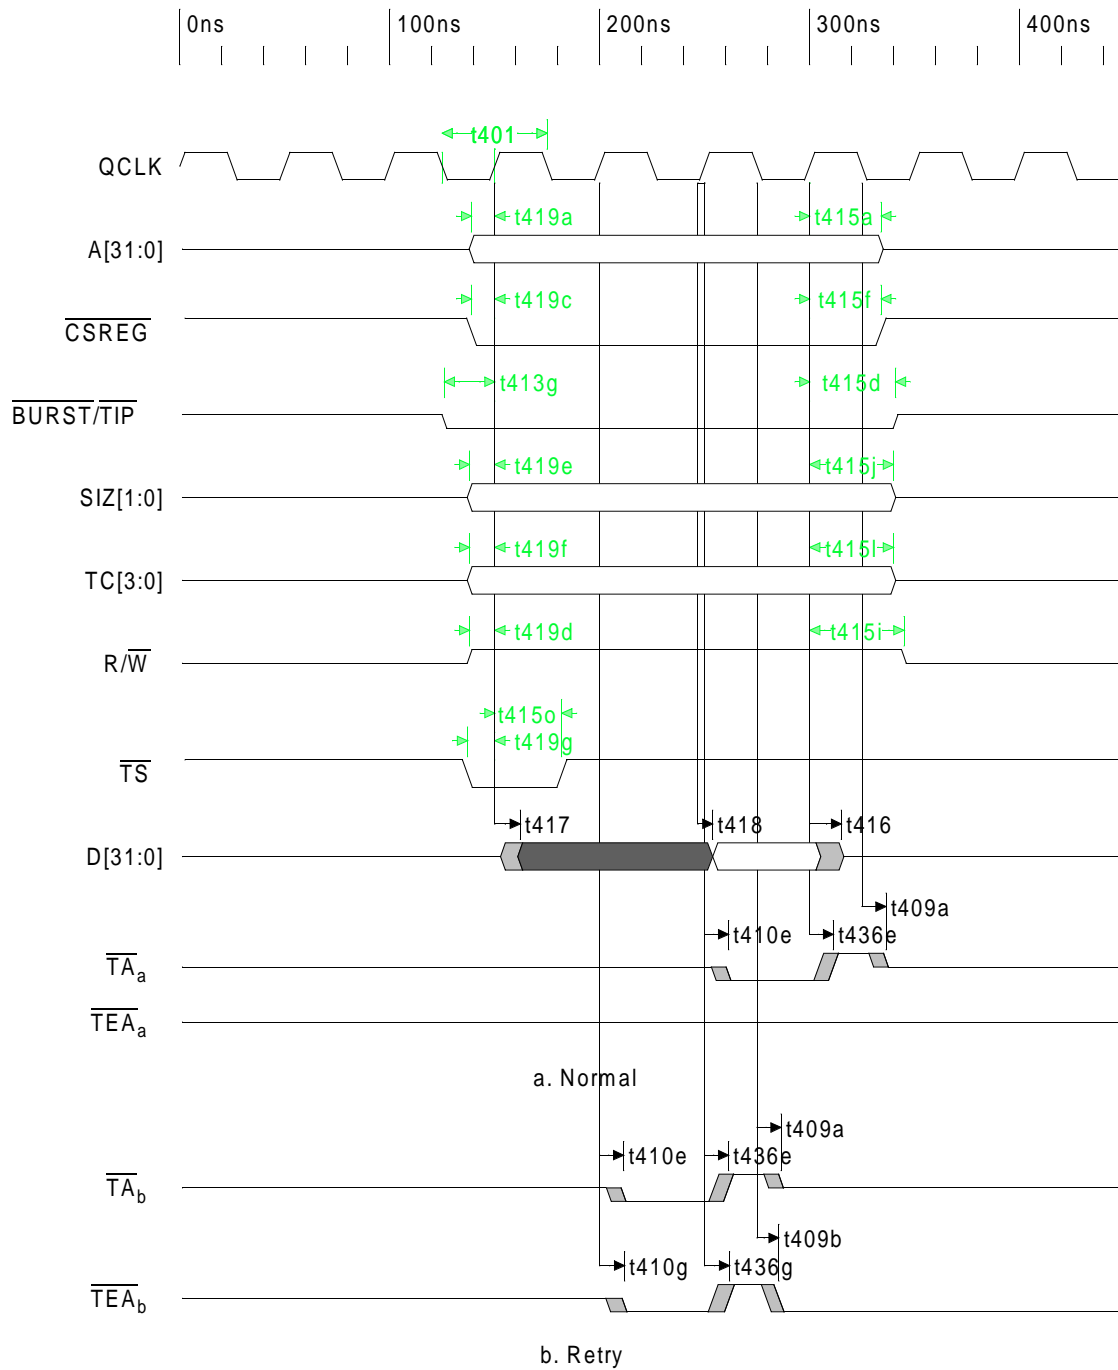 0ns 100ns 200ns 300ns 400ns
t401
QCLK
t419a t415a
A[31:0]
t419c t415f
CSREG
t413g t415d
BURST/TIP
t419e t415j
SIZ[1:0]
t419f t415l
TC[3:0]
t419d t415i
R/W
t415o
t419g
TS
t417 t418 t416
D[31:0]
t409a
t410e t436e
TAa
TEAa
a. Normal
t409a
t410e t436e
TAb
t409b
t410g t436g
TEAb
b. Retry